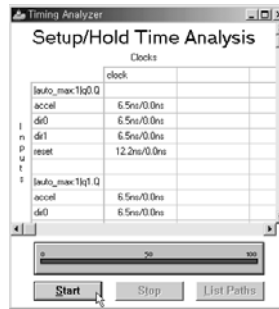 Timing Analyzer
Setup/Hold Time Analysis
Clocks
clock
|auto_max:1|q0.Q
accel 6.5ns/0.0ns
dir0 6.5ns/0.0ns
dir1 6.5ns/0.0ns
reset 12.2ns/0.0ns
Inputs
|auto_max:1|q1.Q
accel 6.5ns/0.0ns
dir0 6.5ns/0.0ns
0 50 100
Start Stop List Paths